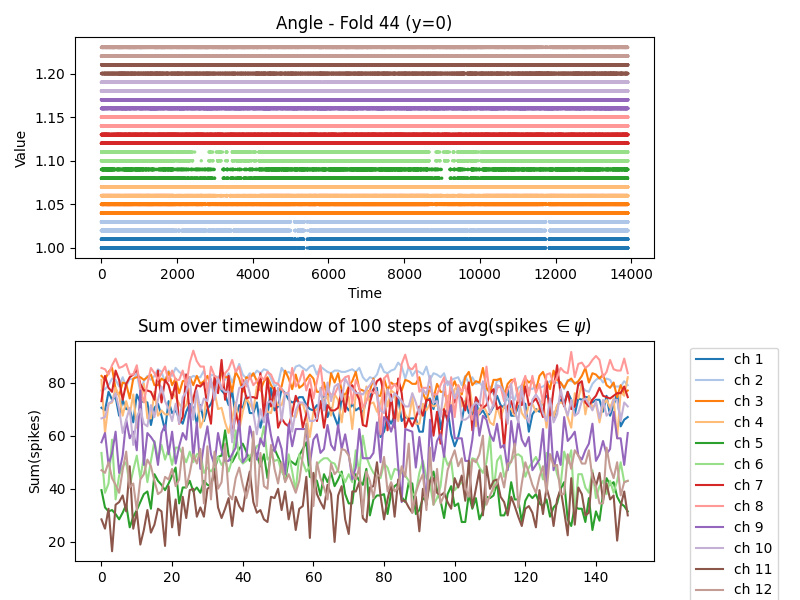 Angle - Fold 44 (y=0)
Value
1.20
1.15
1.10
1.05
1.00
0 2000 4000 6000 8000 10000 12000 14000
Time
Sum over timewindow of 100 steps of avg(spikes ∈ψ)
Sum(spikes)
80
60
40
20
0 20 40 60 80 100 120 140
ch 1
ch 2
ch 3
ch 4
ch 5
ch 6
ch 7
ch 8
ch 9
ch 10
ch 11
ch 12